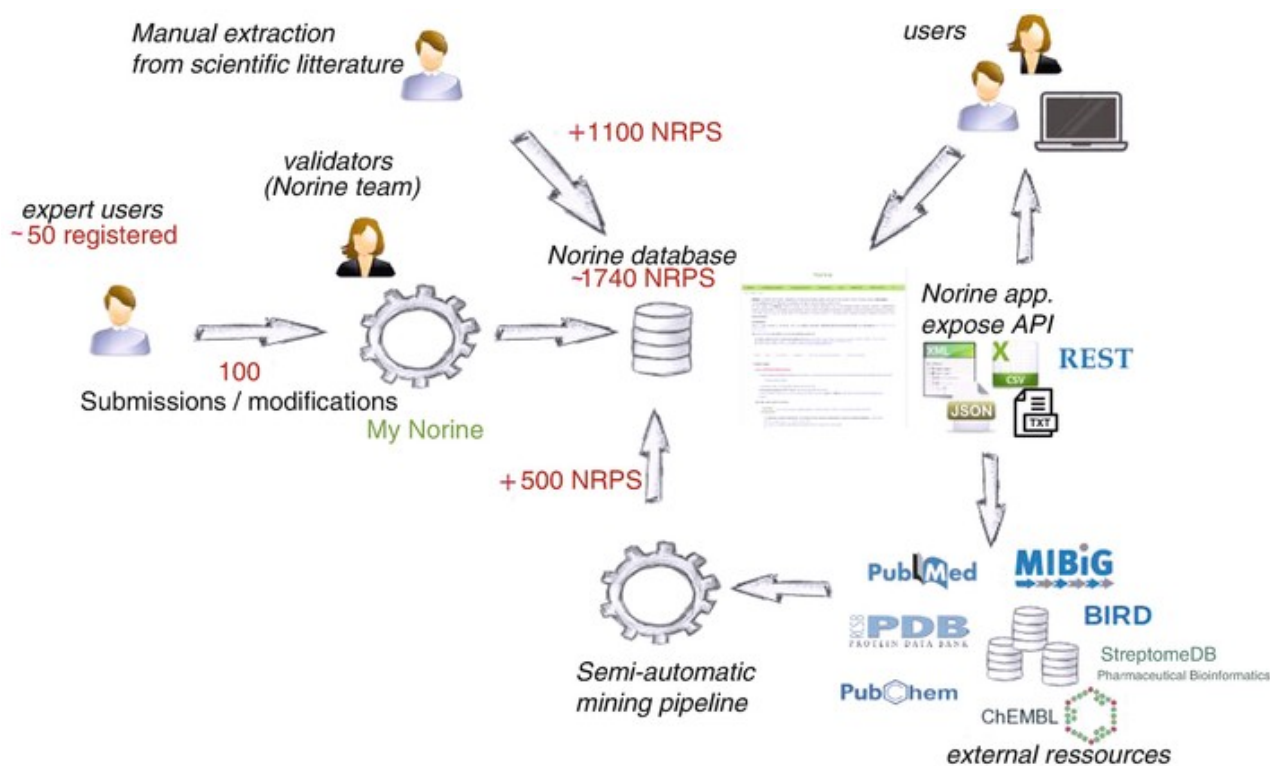 Manual extraction
from scientific litterature
users
+1100 NRPS
validators
(Norine team)
expert users
~50 registered
Norine database
~1740 NRPS
Norine app.
expose API
XML
X
CSV
REST
JSON
TXT
100
Submissions / modifications
My Norine
+500 NRPS
PubMed
MIBiG
BIRD
RCSB
PDB
PROTEIN DATA BANK
StreptomeDB
Pharmaceutical Bioinformatics
Semi-automatic
mining pipeline
PubChem
ChEMBL
external ressources